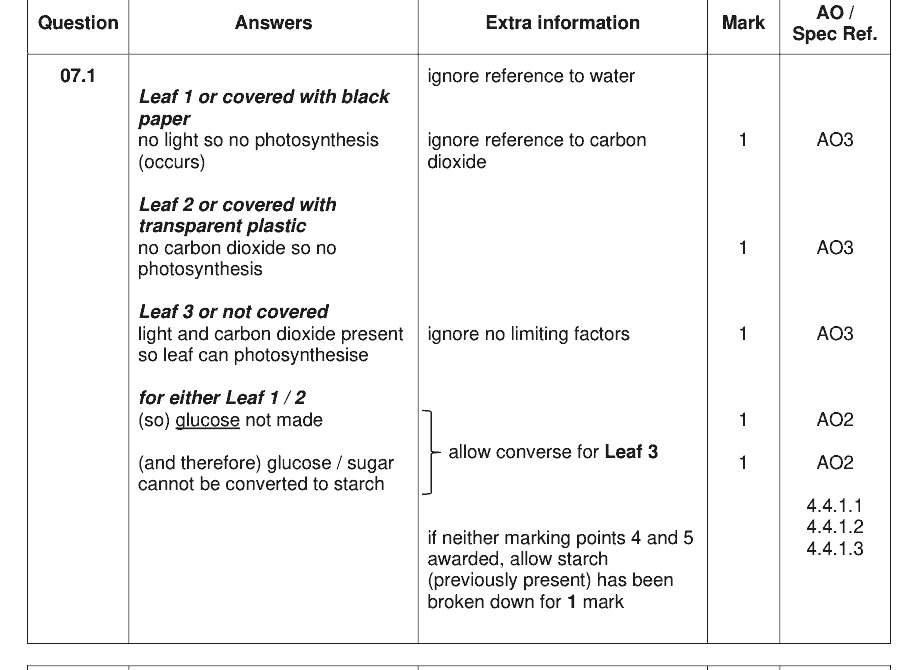 Question Answers Extra information Mark AO / Spec Ref.
07.1 ignore reference to water
Leaf 1 or covered with black
paper
no light so no photosynthesis ignore reference to carbon 1 AO3
(occurs) dioxide
Leaf 2 or covered with
transparent plastic
no carbon dioxide so no 1 AO3
photosynthesis
Leaf 3 or not covered
light and carbon dioxide present ignore no limiting factors 1 AO3
so leaf can photosynthesise
for either Leaf 1 / 2
(so) glucose not made 1 AO2
allow converse for Leaf 3
(and therefore) glucose / sugar 1 AO2
cannot be converted to starch
4.4.1.1
4.4.1.2
4.4.1.3
if neither marking points 4 and 5
awarded, allow starch
(previously present) has been
broken down for 1 mark